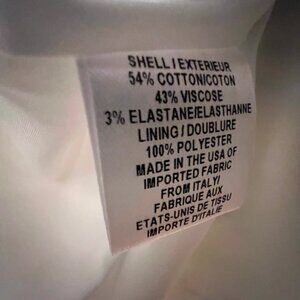 SHELL/EXTERIEUR
54% COTTON/COTON
43% VISCOSE
3% ELASTANE/ELASTHANNE
LINING/DOUBLURE
100% POLYESTER
MADE IN THE USA OF
IMPORTED FABRIC
FROM ITALY/
FABRIQUE AUX
ETATS-UNIS DE TISSU
IMPORTE D'ITALIE